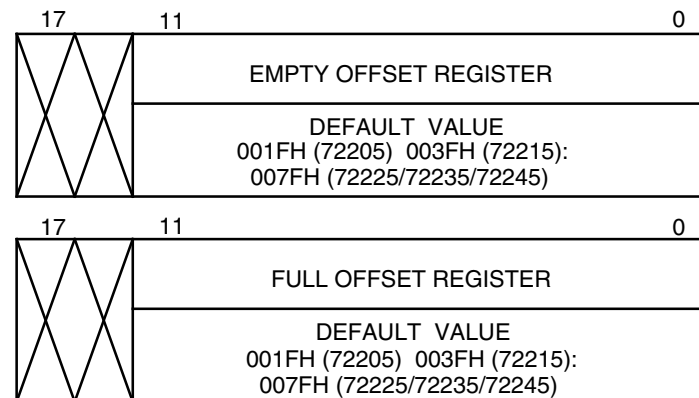 17 11 0
EMPTY OFFSET REGISTER
DEFAULT VALUE
001FH (72205) 003FH (72215):
007FH (72225/72235/72245)
17 11 0
FULL OFFSET REGISTER
DEFAULT VALUE
001FH (72205) 003FH (72215):
007FH (72225/72235/72245)